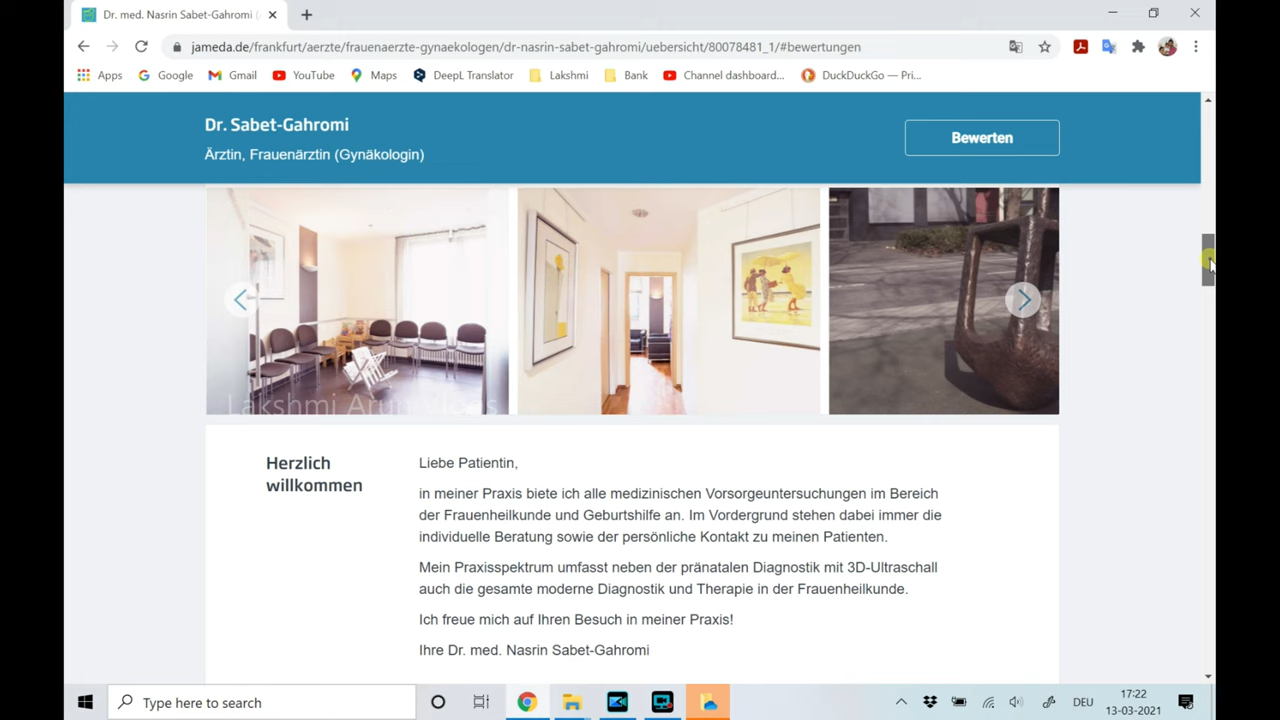 Dr. med. Nasrin Sabet-Gahromi (
jameda.de/frankfurt/aerzte/frauenaerzte-gynaekologen/dr-nasrin-sabet-gahromi/uebersicht/80078481_1/#bewertungen
Apps Google Gmail YouTube Maps DeepL Translator Lakshmi Bank Channel dashboard... DuckDuckGo — Pri...
Dr. Sabet-Gahromi
Ärztin, Frauenärztin (Gynäkologin)
Bewerten
Lakshmi Arun Vlogs
Herzlich
willkommen
Liebe Patientin,
in meiner Praxis biete ich alle medizinischen Vorsorgeuntersuchungen im Bereich
der Frauenheilkunde und Geburtshilfe an. Im Vordergrund stehen dabei immer die
individuelle Beratung sowie der persönliche Kontakt zu meinen Patienten.
Mein Praxisspektrum umfasst neben der pränatalen Diagnostik mit 3D-Ultraschall
auch die gesamte moderne Diagnostik und Therapie in der Frauenheilkunde.
Ich freue mich auf Ihren Besuch in meiner Praxis!
Ihre Dr. med. Nasrin Sabet-Gahromi
Type here to search
DEU
17:22
13-03-2021